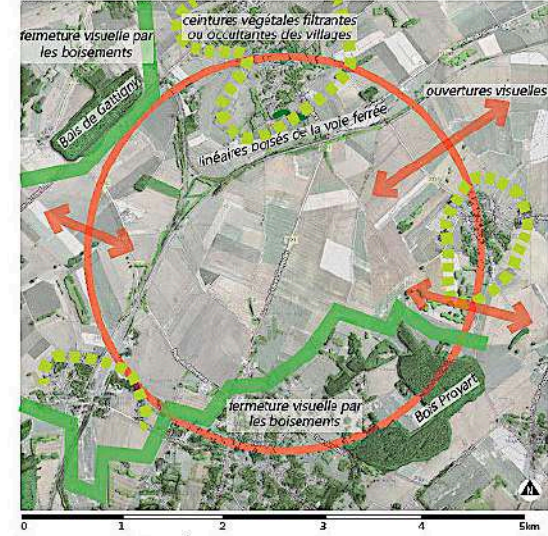 ceintures végétales filtrantes
ou occultantes des villages
fermeture visuelle par
les boisements
ouvertures visuelles
Bois de Gattigny
linéaires boisés de la voie ferrée
fermeture visuelle par
les boisements
Bois Proyart
0 1 2 3 4 5km